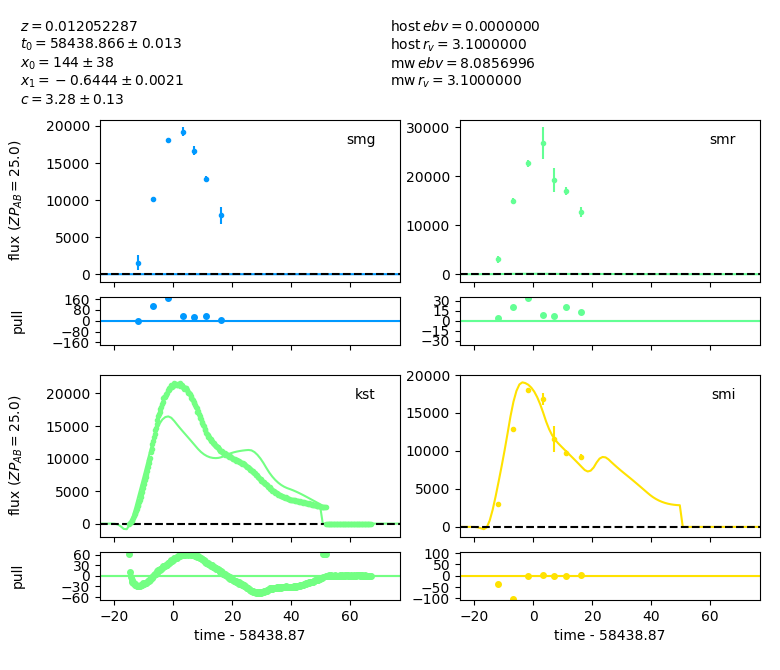 z = 0.012052287
t₀ = 58438.866 ± 0.013
x₀ = 144 ± 38
x₁ = −0.6444 ± 0.0021
c = 3.28 ± 0.13
host ebv = 0.0000000
host r_v = 3.1000000
mw ebv = 8.0856996
mw r_v = 3.1000000
flux (ZP_AB = 25.0)
20000
15000
10000
5000
0
smg
30000
20000
10000
0
smr
pull
160
80
0
−80
−160
30
15
0
−15
−30
flux (ZP_AB = 25.0)
20000
15000
10000
5000
0
kst
20000
15000
10000
5000
0
smi
pull
60
30
0
−30
−60
100
50
0
−50
−100
−20 0 20 40 60
−20 0 20 40 60
time - 58438.87
time - 58438.87